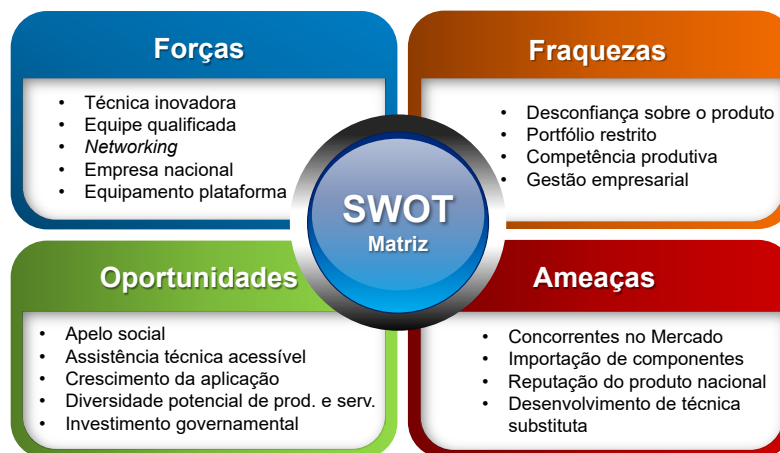 Forças
• Técnica inovadora
• Equipe qualificada
• Networking
• Empresa nacional
• Equipamento plataforma
Fraquezas
• Desconfiança sobre o produto
• Portfólio restrito
• Competência produtiva
• Gestão empresarial
SWOT
Matriz
Oportunidades
• Apelo social
• Assistência técnica acessível
• Crescimento da aplicação
• Diversidade potencial de prod. e serv.
• Investimento governamental
Ameaças
• Concorrentes no Mercado
• Importação de componentes
• Reputação do produto nacional
• Desenvolvimento de técnica
substituta